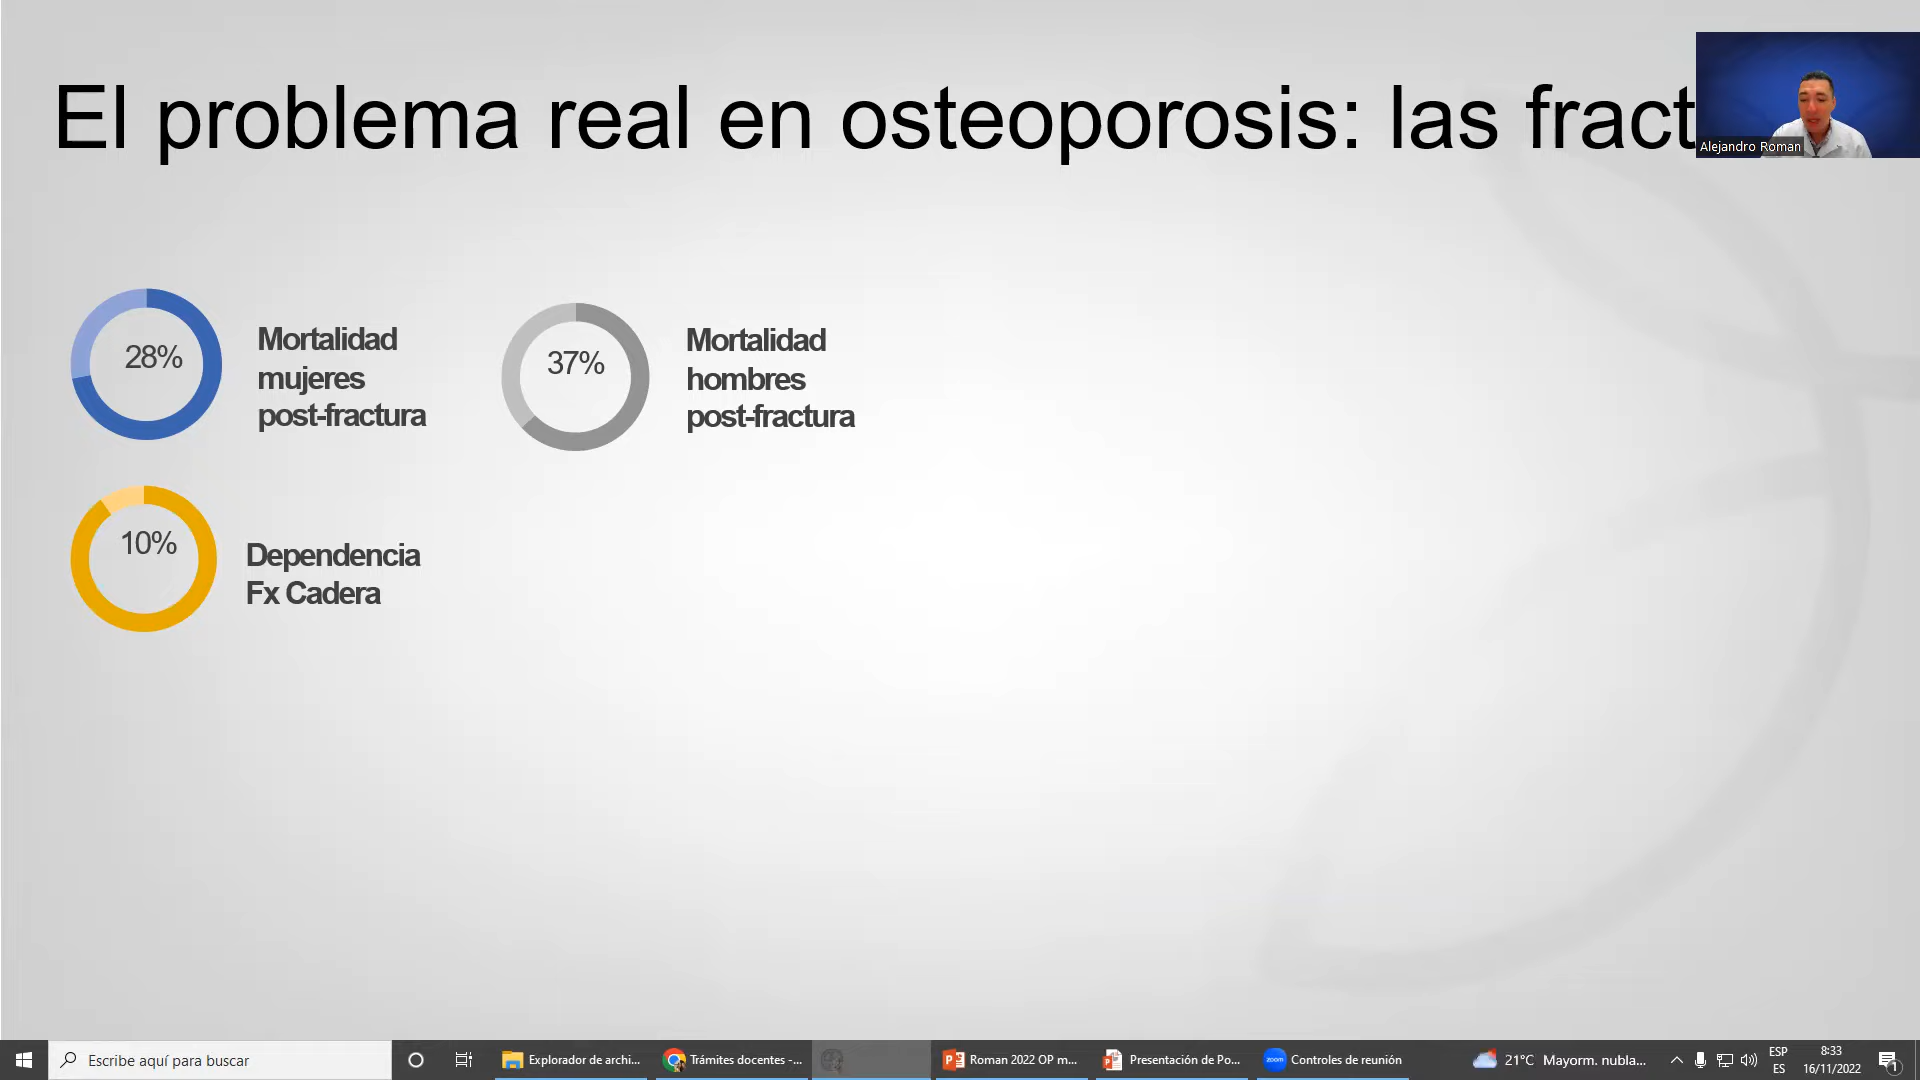 El problema real en osteoporosis: las fract
Alejandro Roman
28%
Mortalidad
mujeres
post-fractura
37%
Mortalidad
hombres
post-fractura
10%
Dependencia
Fx Cadera
Escribe aquí para buscar
Explorador de archi...
Trámites docentes -...
Roman 2022 OP m...
Presentación de Po...
zoom
Controles de reunión
21°C Mayorm. nubla...
ESP
ES
8:33
16/11/2022
1